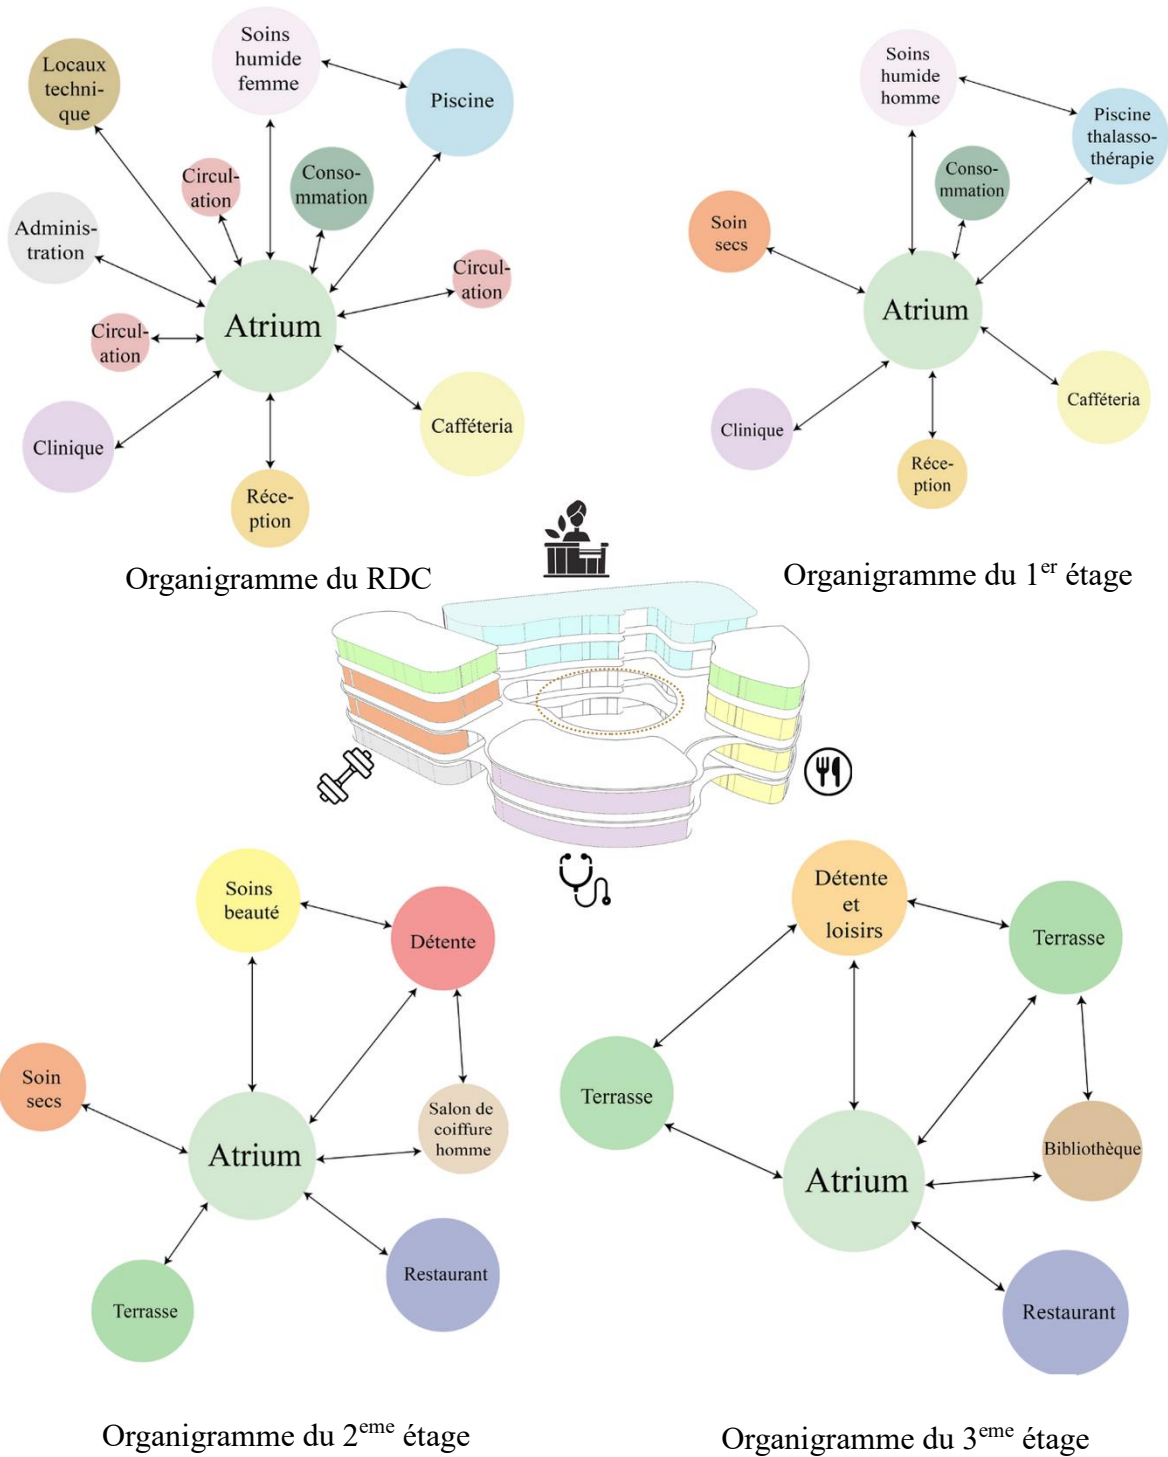 Locaux
techni-
que
Soins
humide
femme
Piscine
Circul-
ation
Conso-
mmation
Adminis-
tration
Circul-
ation
Circul-
ation
Atrium
Clinique
Cafféteria
Réce-
ption
Organigramme du RDC
Soins
humide
homme
Piscine
thalasso-
thérapie
Conso-
mmation
Soin
secs
Atrium
Clinique
Cafféteria
Réce-
ption
Organigramme du 1er étage
Soins
beauté
Détente
Soin
secs
Atrium
Salon de
coiffure
homme
Terrasse
Restaurant
Organigramme du 2eme étage
Détente
et
loisirs
Terrasse
Terrasse
Atrium
Bibliothèque
Restaurant
Organigramme du 3eme étage